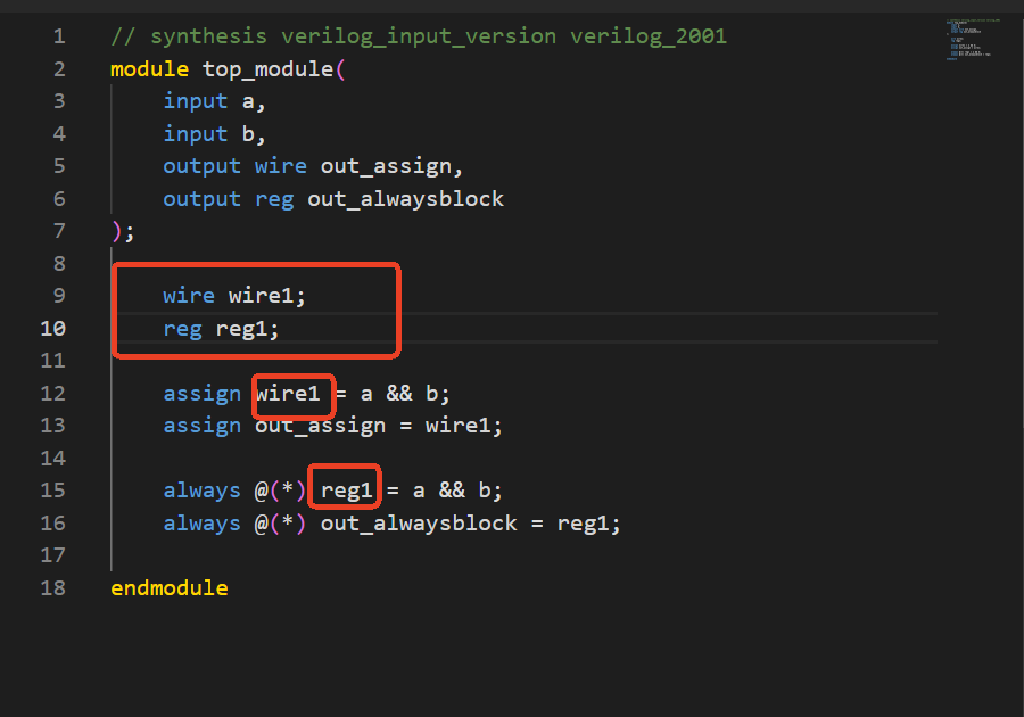 1 // synthesis verilog_input_version verilog_2001
2 module top_module(
3     input a,
4     input b,
5     output wire out_assign,
6     output reg out_alwaysblock
7 );
8
9     wire wire1;
10     reg reg1;
11
12     assign wire1 = a && b;
13     assign out_assign = wire1;
14
15     always @(*) reg1 = a && b;
16     always @(*) out_alwaysblock = reg1;
17
18 endmodule